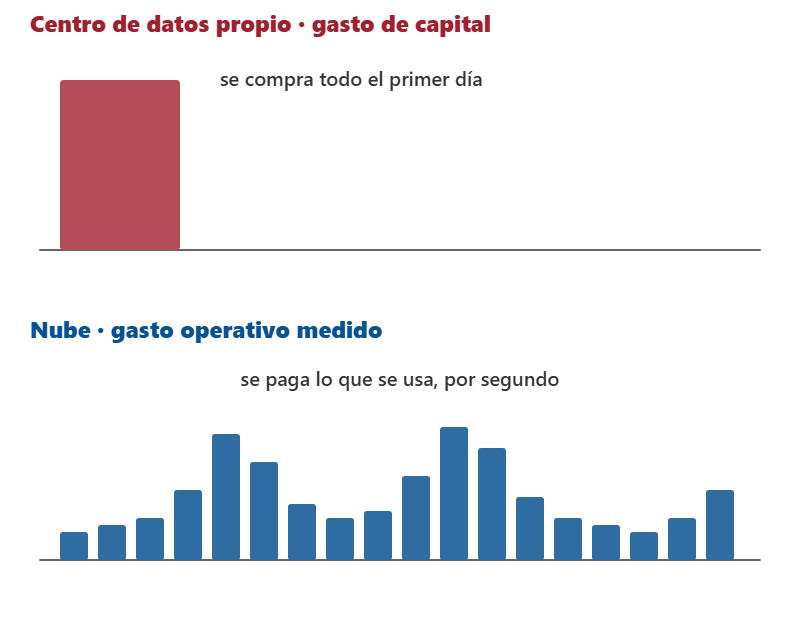 Centro de datos propio · gasto de capital
se compra todo el primer día
Nube · gasto operativo medido
se paga lo que se usa, por segundo